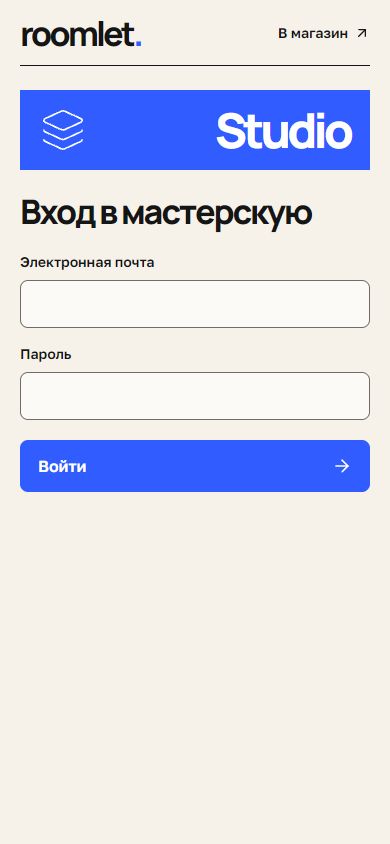 roomlet.
В магазин
Studio
Вход в мастерскую
Электронная почта
Пароль
Войти